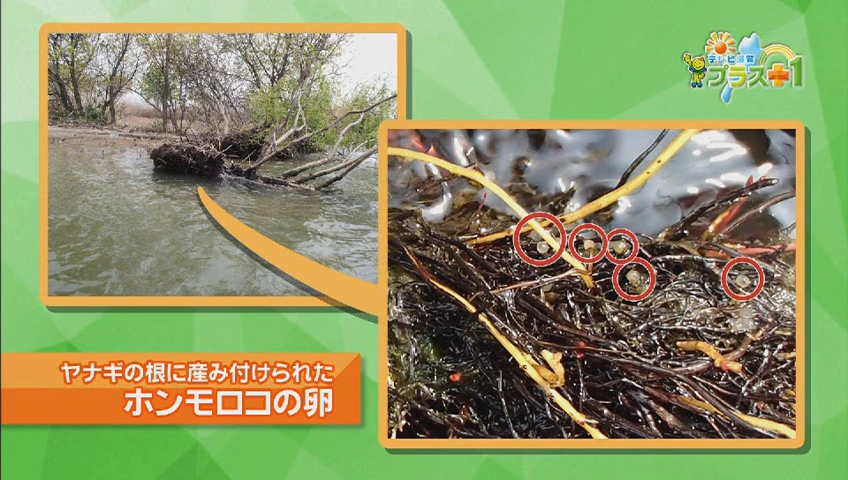 テレビ滋賀
プラス+1
ヤナギの根に産み付けられた
ホンモロコの卵